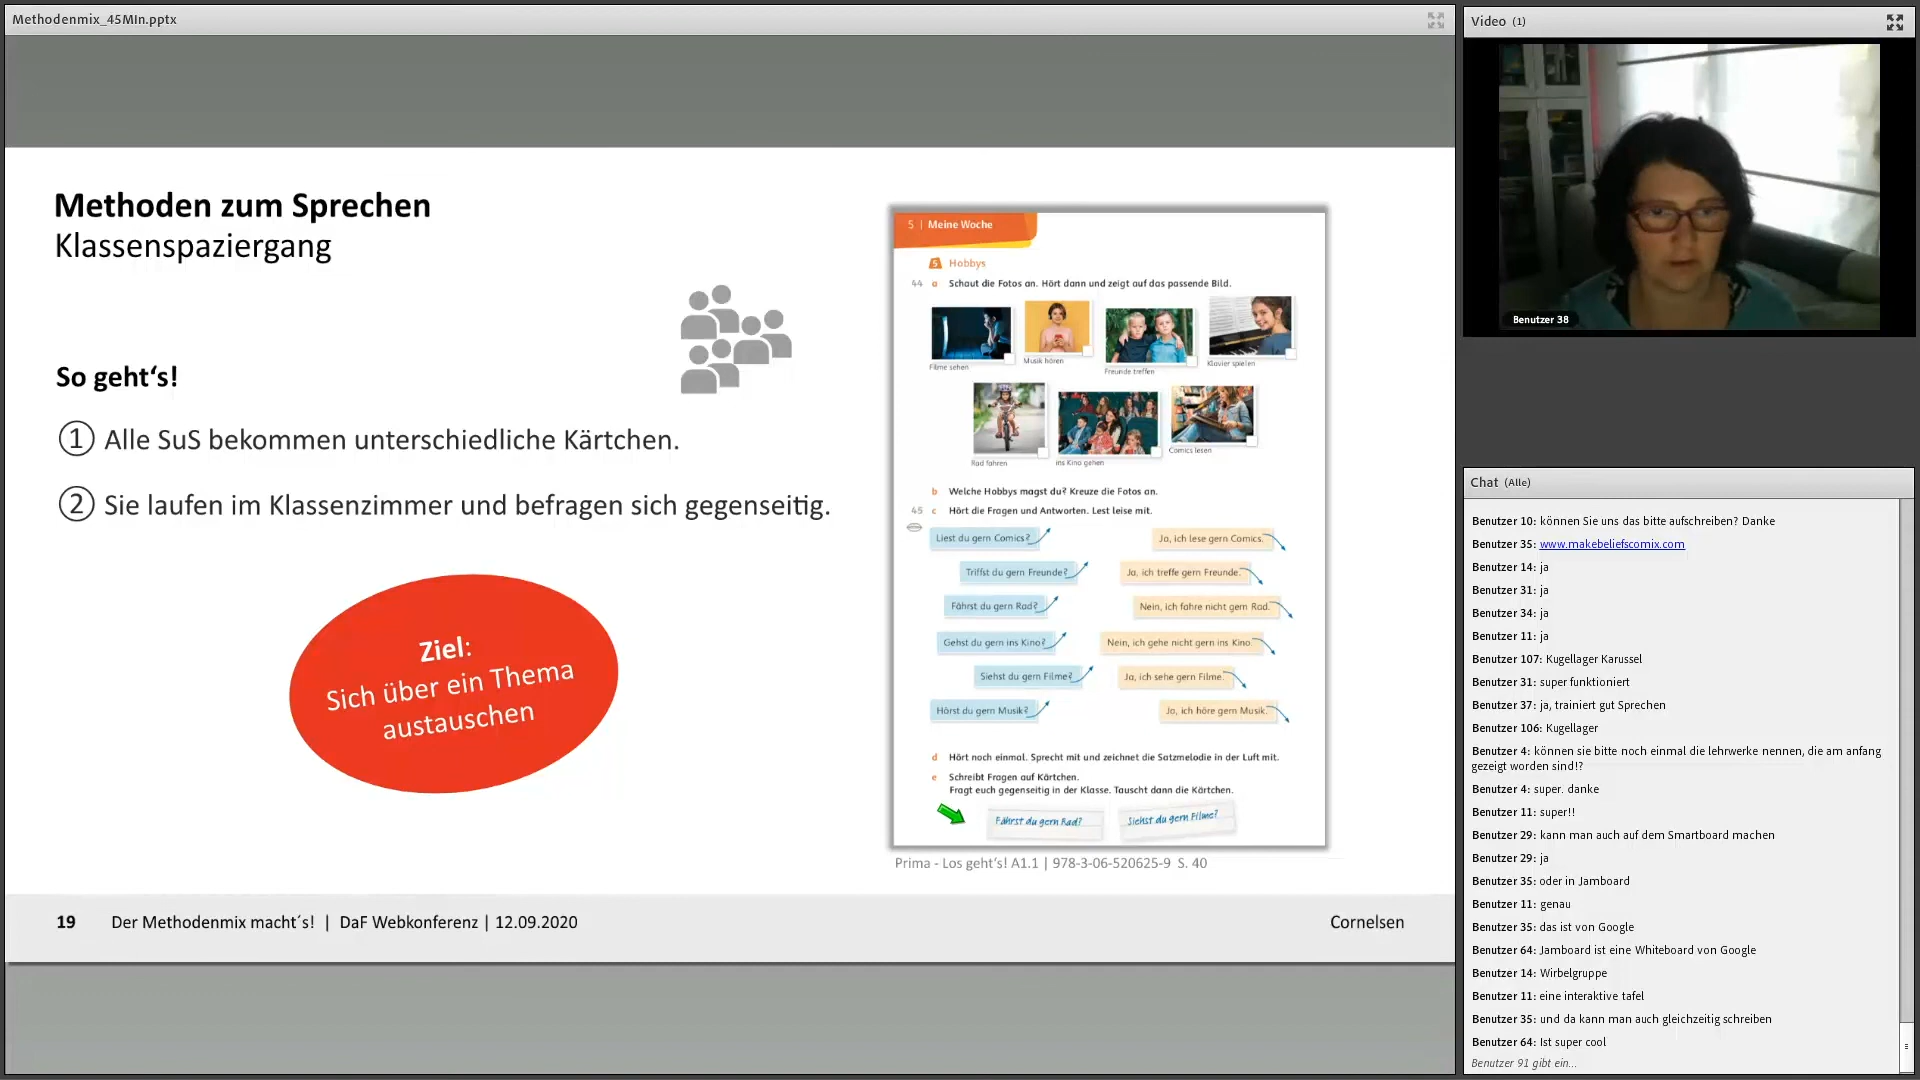 Methodenmix_45MIn.pptx
Methoden zum Sprechen
Klassenspaziergang
So geht‘s!
① Alle SuS bekommen unterschiedliche Kärtchen.
② Sie laufen im Klassenzimmer und befragen sich gegenseitig.
Ziel:
Sich über ein Thema
austauschen
5 | Meine Woche
5 Hobbys
44 a Schaut die Fotos an. Hört dann und zeigt auf das passende Bild.
Filme sehen
Musik hören
Freunde treffen
Klavier spielen
Rad fahren
ins Kino gehen
Comics lesen
b Welche Hobbys magst du? Kreuze die Fotos an.
45 c Hört die Fragen und Antworten. Lest leise mit.
Liest du gern Comics? Ja, ich lese gern Comics.
Triffst du gern Freunde? Ja, ich treffe gern Freunde.
Fährst du gern Rad? Nein, ich fahre nicht gern Rad.
Gehst du gern ins Kino? Nein, ich gehe nicht gern ins Kino.
Siehst du gern Filme? Ja, ich sehe gern Filme.
Hörst du gern Musik? Ja, ich höre gern Musik.
d Hört noch einmal. Sprecht mit und zeichnet die Satzmelodie in der Luft mit.
e Schreibt Fragen auf Kärtchen.
Fragt euch gegenseitig in der Klasse. Tauscht dann die Kärtchen.
Fährst du gern Rad? Siehst du gern Filme?
Prima - Los geht‘s! A1.1 | 978-3-06-520625-9 S. 40
19 Der Methodenmix macht´s! | DaF Webkonferenz | 12.09.2020 Cornelsen
Video (1)
Benutzer 38
Chat (Alle)
Benutzer 10: können Sie uns das bitte aufschreiben? Danke
Benutzer 35: www.makebeliefscomix.com
Benutzer 14: ja
Benutzer 31: ja
Benutzer 34: ja
Benutzer 11: ja
Benutzer 107: Kugellager Karussel
Benutzer 31: super funktioniert
Benutzer 37: ja, trainiert gut Sprechen
Benutzer 106: Kugellager
Benutzer 4: können sie bitte noch einmal die lehrwerke nennen, die am anfang
gezeigt worden sind!?
Benutzer 4: super. danke
Benutzer 11: super!!
Benutzer 29: kann man auch auf dem Smartboard machen
Benutzer 29: ja
Benutzer 35: oder in Jamboard
Benutzer 11: genau
Benutzer 35: das ist von Google
Benutzer 64: Jamboard ist eine Whiteboard von Google
Benutzer 14: Wirbelgruppe
Benutzer 11: eine interaktive tafel
Benutzer 35: und da kann man auch gleichzeitig schreiben
Benutzer 64: Ist super cool
Benutzer 91 gibt ein...